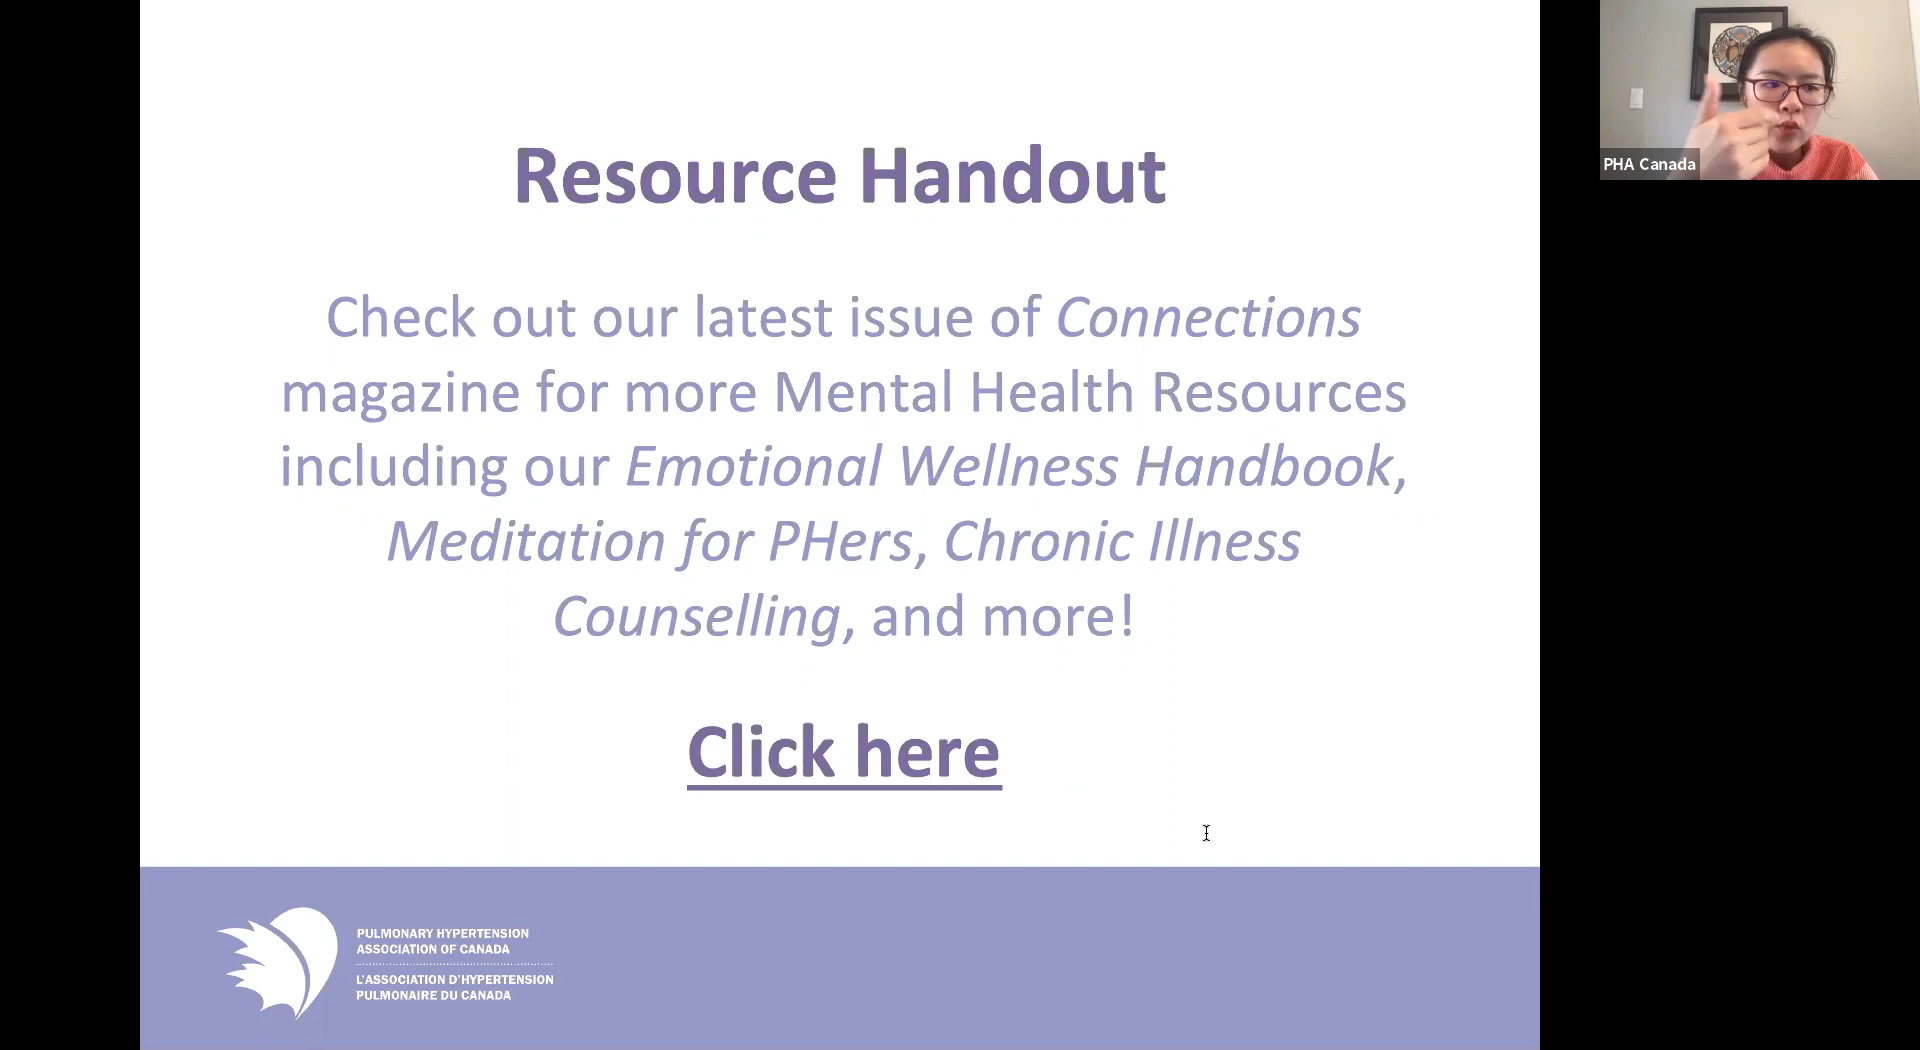 Resource Handout
Check out our latest issue of Connections
magazine for more Mental Health Resources
including our Emotional Wellness Handbook,
Meditation for PHers, Chronic Illness
Counselling, and more!
Click here
PULMONARY HYPERTENSION
ASSOCIATION OF CANADA
L'ASSOCIATION D'HYPERTENSION
PULMONAIRE DU CANADA
PHA Canada